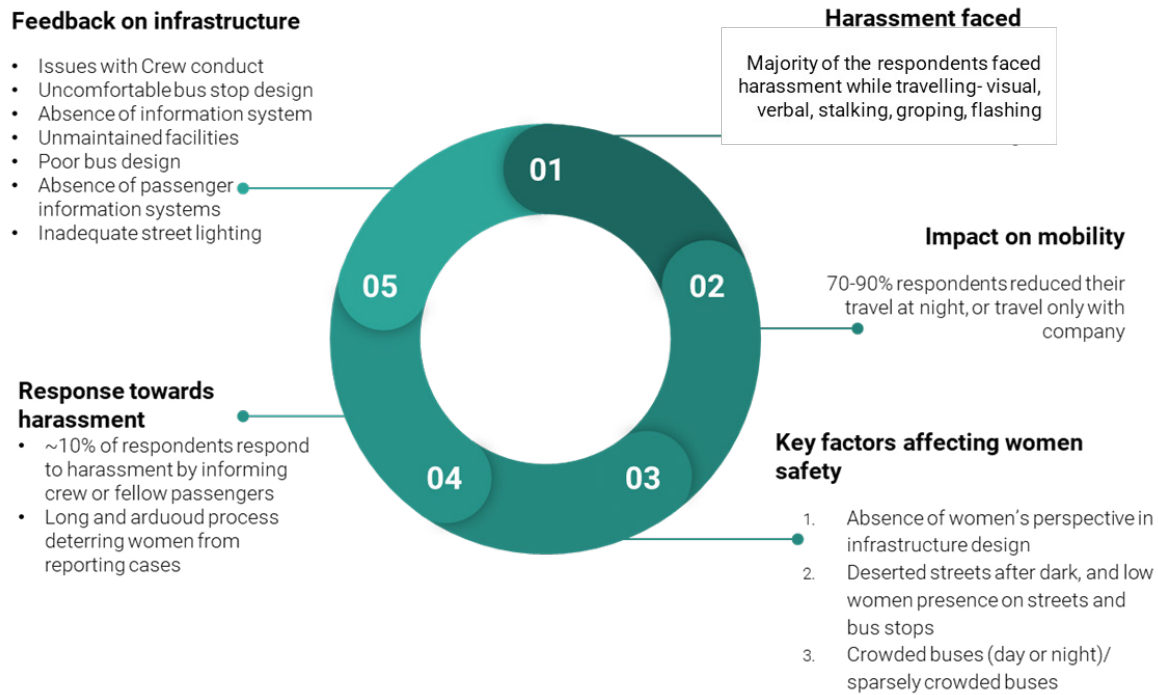 Feedback on infrastructure
• Issues with Crew conduct
• Uncomfortable bus stop design
• Absence of information system
• Unmaintained facilities
• Poor bus design
• Absence of passenger
information systems
• Inadequate street lighting
Harassment faced
Majority of the respondents faced
harassment while travelling- visual,
verbal, stalking, groping, flashing
01
02
03
04
05
Impact on mobility
70-90% respondents reduced their
travel at night, or travel only with
company
Response towards
harassment
• ~10% of respondents respond
to harassment by informing
crew or fellow passengers
• Long and arduoud process
deterring women from
reporting cases
Key factors affecting women
safety
1. Absence of women's perspective in
infrastructure design
2. Deserted streets after dark, and low
women presence on streets and
bus stops
3. Crowded buses (day or night)/
sparsely crowded buses